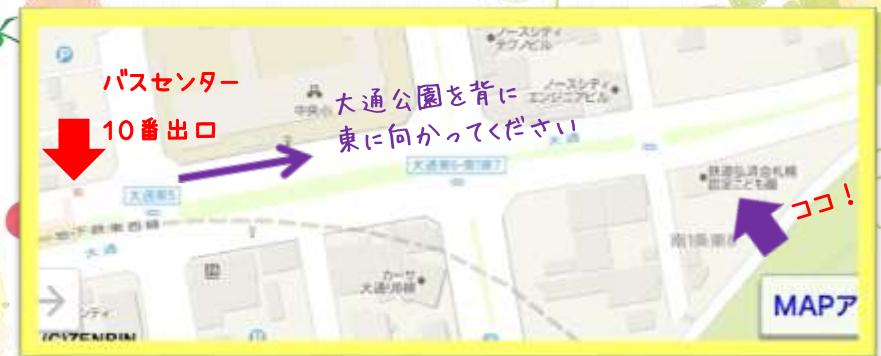 ノースシティ
テクノビル
バスセンター
10番出口
中央小
大通公園を背に
東に向かってください
ノースシティ
エンジニアビル
大通
大通東6・南1東7
大通東5
鉄道弘済会札幌
認定こども園
ココ!
地下鉄東西線
大通
南1条東
カーサ
大通
MAPア
(C)ZENRIN